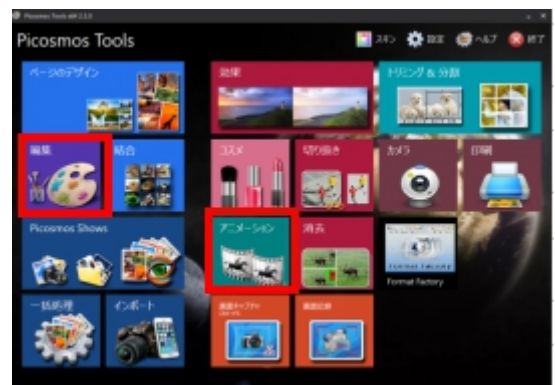 Picosmos Tools
Picosmos Tools
スキン 設定 ヘルプ 終了
ページのデザイン
効果
トリミング & 分割
編集
結合
コスメ
切り抜き
カメラ
印刷
Picosmos Shows
アニメーション
消去
Format Factory
Format Factory
一括処理
インポート
画面キャプチャ
画面記録